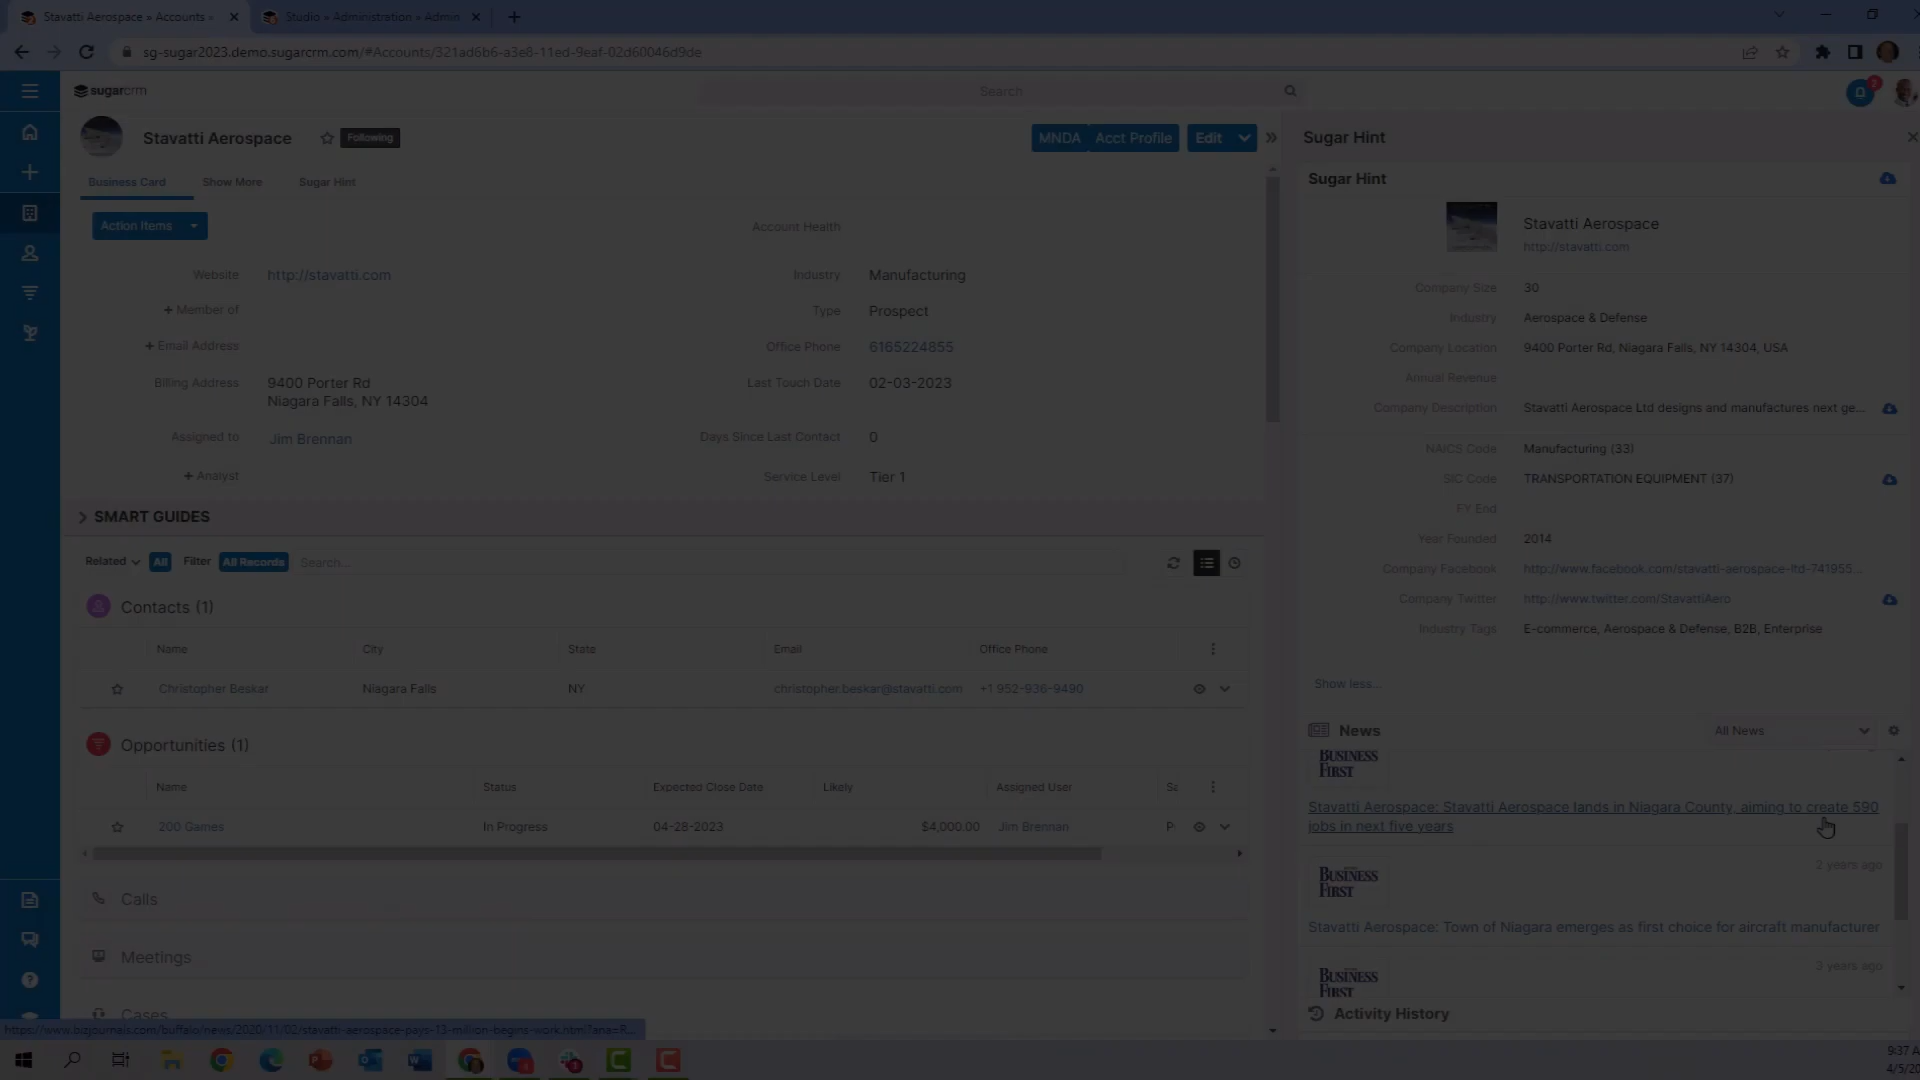 Stavatti Aerospace » Accounts »
Studio » Administration » Admin
sg-sugar2023.demo.sugarcrm.com/#Accounts/321ad6b6-a3e8-11ed-9eaf-02d60046d9de
sugarcrm
Search
2
Stavatti Aerospace
Following
MNDA
Acct Profile
Edit
Business Card
Show More
Sugar Hint
Action Items
Account Health
Website
http://stavatti.com
Industry
Manufacturing
+ Member of
Type
Prospect
+ Email Address
Office Phone
6165224855
Billing Address
9400 Porter Rd
Niagara Falls, NY 14304
Last Touch Date
02-03-2023
Assigned to
Jim Brennan
Days Since Last Contact
0
+ Analyst
Service Level
Tier 1
SMART GUIDES
Related
All
Filter
All Records
Search...
Contacts (1)
Name
City
State
Email
Office Phone
Christopher Beskar
Niagara Falls
NY
christopher.beskar@stavatti.com
+1 952-936-9490
Opportunities (1)
Name
Status
Expected Close Date
Likely
Assigned User
Sa
200 Games
In Progress
04-28-2023
$4,000.00
Jim Brennan
P
Calls
Meetings
Cases
Sugar Hint
Sugar Hint
Stavatti Aerospace
http://stavatti.com
Company Size
30
Industry
Aerospace & Defense
Company Location
9400 Porter Rd, Niagara Falls, NY 14304, USA
Annual Revenue
Company Description
Stavatti Aerospace Ltd designs and manufactures next ge...
NAICS Code
Manufacturing (33)
SIC Code
TRANSPORTATION EQUIPMENT (37)
FY End
Year Founded
2014
Company Facebook
http://www.facebook.com/stavatti-aerospace-ltd-741955...
Company Twitter
http://www.twitter.com/StavattiAero
Industry Tags
E-commerce, Aerospace & Defense, B2B, Enterprise
Show less...
News
All News
BUSINESS
FIRST
Stavatti Aerospace: Stavatti Aerospace lands in Niagara County, aiming to create 590
jobs in next five years
2 years ago
BUSINESS
FIRST
Stavatti Aerospace: Town of Niagara emerges as first choice for aircraft manufacturer
3 years ago
BUSINESS
FIRST
Activity History
https://www.bizjournals.com/buffalo/news/2020/11/02/stavatti-aerospace-pays-13-million-begins-work.html?ana=R...
9:37 A
4/5/20